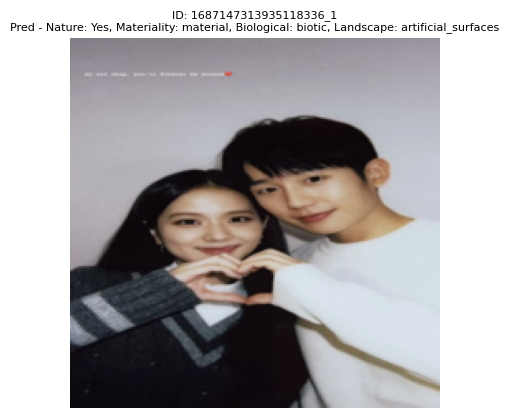 ID: 1687147313935118336_1
Pred - Nature: Yes, Materiality: material, Biological: biotic, Landscape: artificial_surfaces